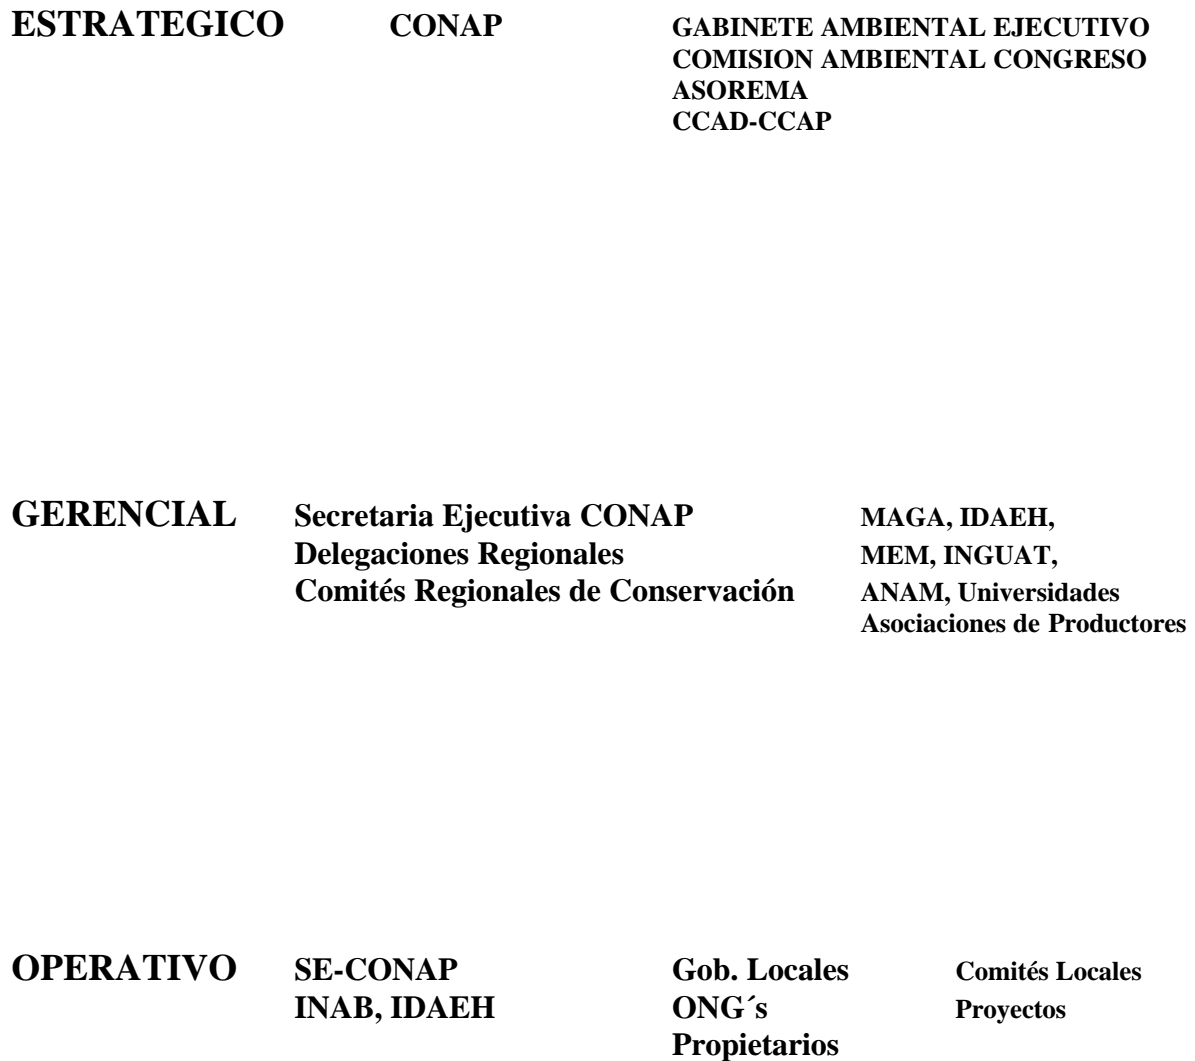 ESTRATEGICO CONAP GABINETE AMBIENTAL EJECUTIVO
COMISION AMBIENTAL CONGRESO
ASOREMA
CCAD-CCAP
GERENCIAL Secretaria Ejecutiva CONAP MAGA, IDAEH,
Delegaciones Regionales MEM, INGUAT,
Comités Regionales de Conservación ANAM, Universidades
Asociaciones de Productores
OPERATIVO SE-CONAP Gob. Locales Comités Locales
INAB, IDAEH ONG´s Proyectos
Propietarios